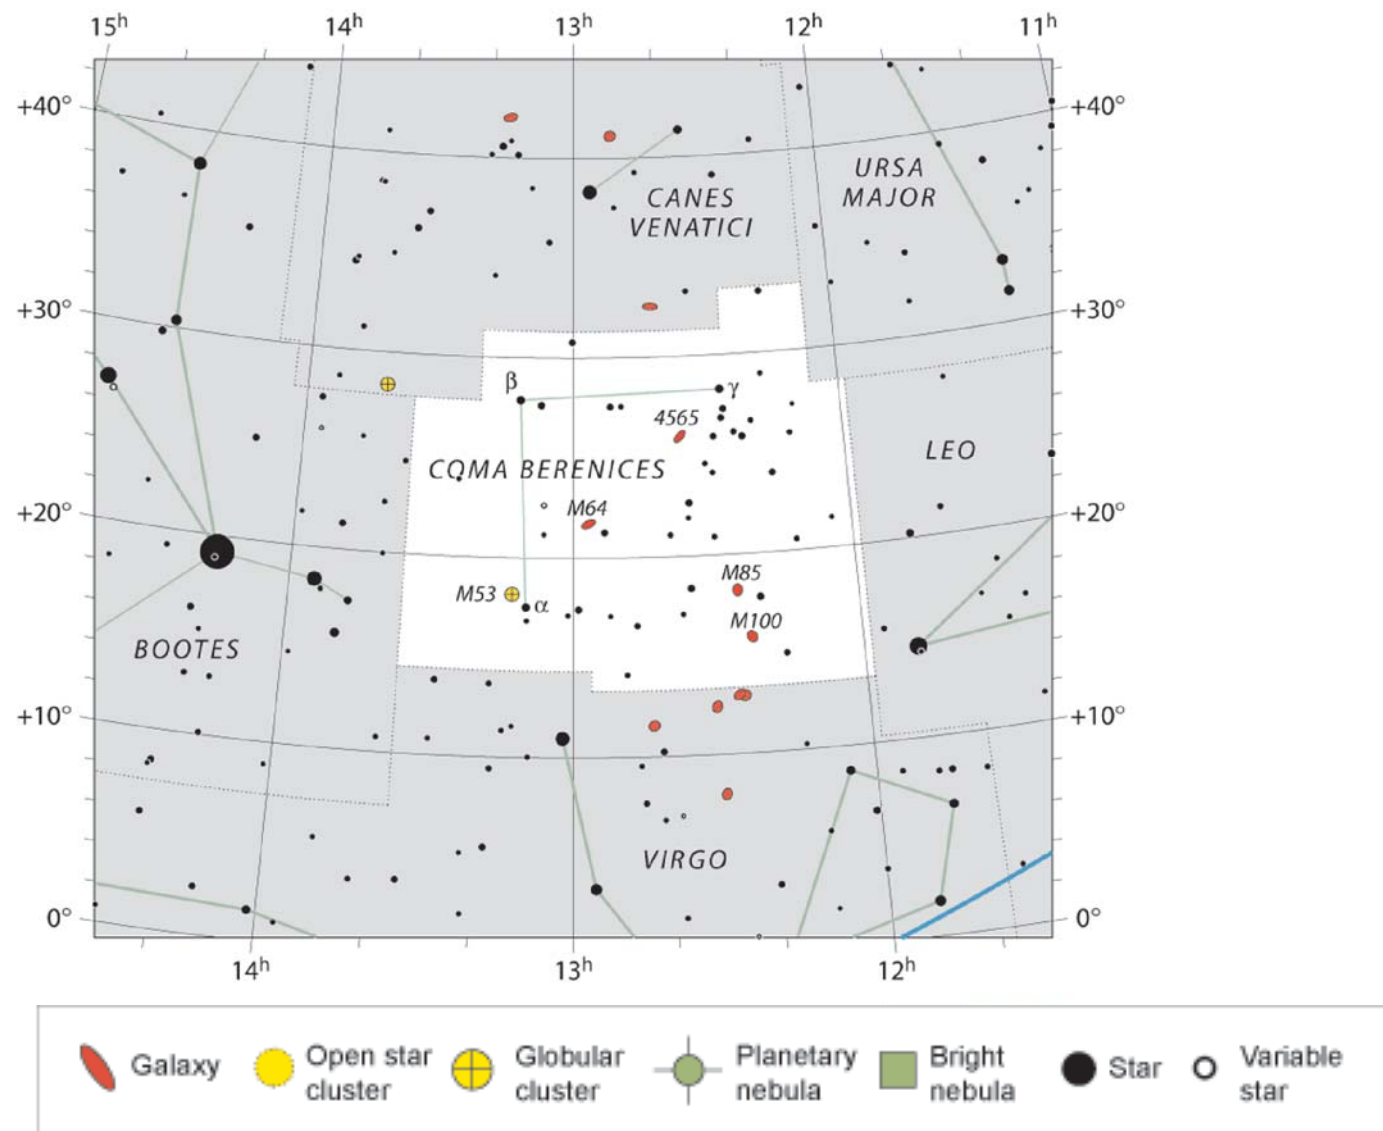 15h 14h 13h 12h 11h
+40° +40°
URSA
MAJOR
CANES
VENATICI
+30° +30°
β γ
4565
LEO
COMA BERENICES
M64
+20° +20°
M85
M53 α
M100
BOOTES
+10° +10°
VIRGO
0° 0°
14h 13h 12h
Galaxy
Open star
cluster
Globular
cluster
Planetary
nebula
Bright
nebula
Star
Variable
star